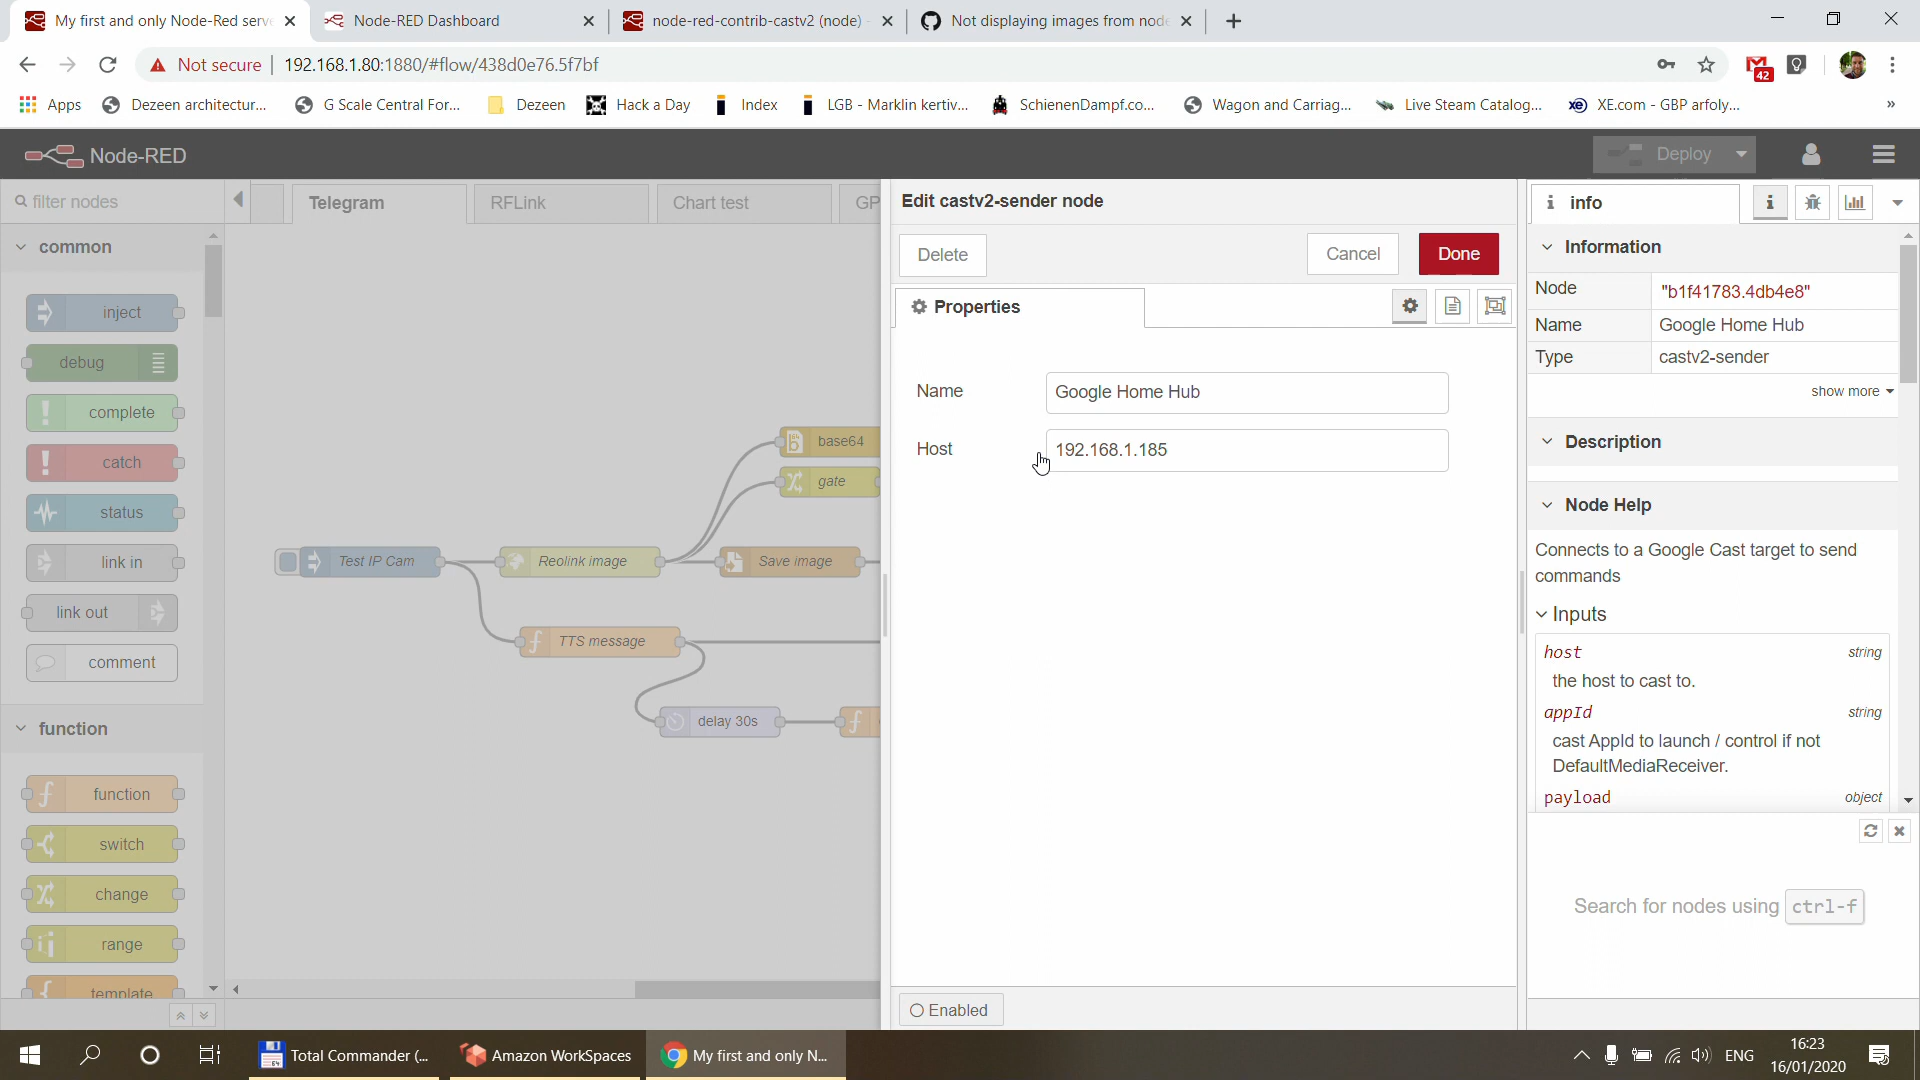 My first and only Node-Red serve
Node-RED Dashboard
node-red-contrib-castv2 (node) -
Not displaying images from node
Not secure
192.168.1.80:1880/#flow/438d0e76.5f7bf
42
Apps
Dezeen architectur...
G Scale Central For...
Dezeen
Hack a Day
Index
LGB - Marklin kertiv...
SchienenDampf.co...
Wagon and Carriag...
Live Steam Catalog...
xe
XE.com - GBP arfoly...
»
Node-RED
Deploy
filter nodes
Telegram
RFLink
Chart test
GP
Edit castv2-sender node
info
common
Delete
Cancel
Done
Information
Node
"b1f41783.4db4e8"
inject
Properties
Name
Google Home Hub
Type
castv2-sender
debug
show more
Name
Google Home Hub
complete
base64
Host
192.168.1.185
Description
catch
gate
Node Help
status
Connects to a Google Cast target to send
commands
link in
Test IP Cam
Reolink image
Save image
Inputs
link out
TTS message
host
string
the host to cast to.
comment
appId
string
delay 30s
cast AppId to launch / control if not
DefaultMediaReceiver.
function
payload
object
function
switch
change
Search for nodes using ctrl-f
range
template
Enabled
Total Commander (...
Amazon WorkSpaces
My first and only N...
ENG
16:23
16/01/2020